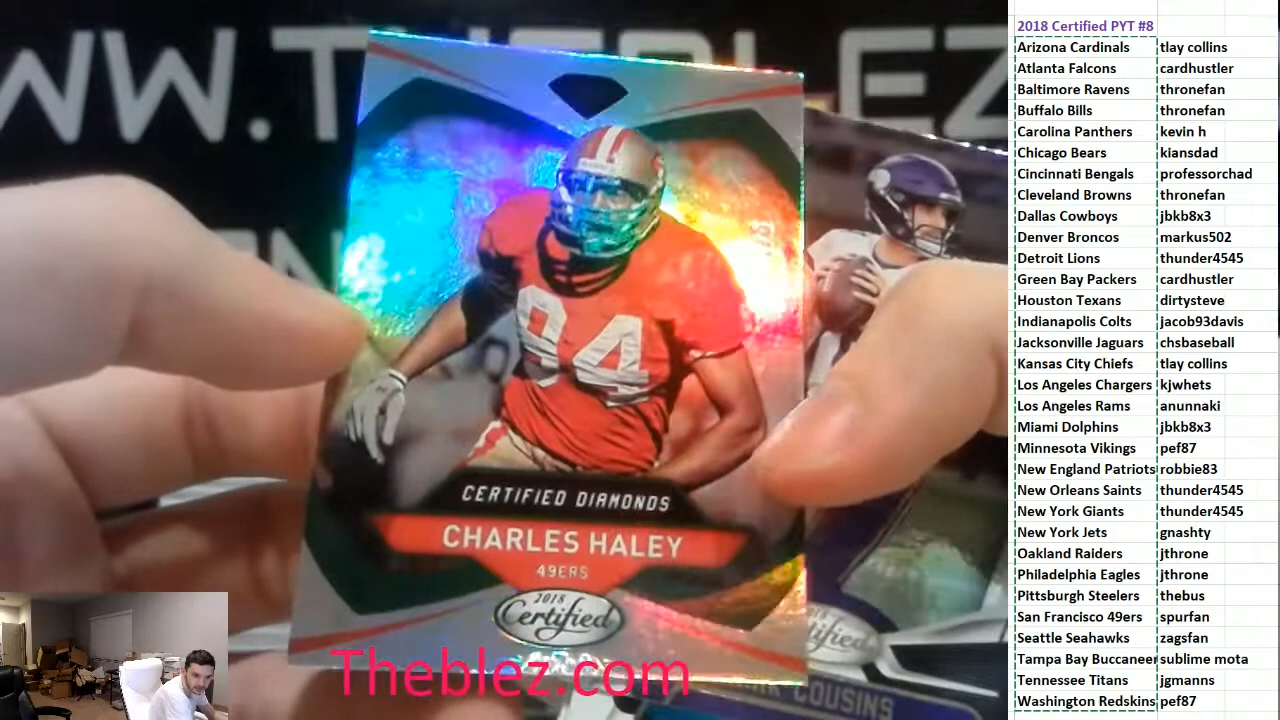 WW.THEBLEZ
94
CERTIFIED DIAMONDS
CHARLES HALEY
49ERS
2018
Certified
COUSINS
Theblez.com
2018 Certified PYT #8
Arizona Cardinals tlay collins
Atlanta Falcons cardhustler
Baltimore Ravens thronefan
Buffalo Bills thronefan
Carolina Panthers kevin h
Chicago Bears kiansdad
Cincinnati Bengals professorchad
Cleveland Browns thronefan
Dallas Cowboys jbkb8x3
Denver Broncos markus502
Detroit Lions thunder4545
Green Bay Packers cardhustler
Houston Texans dirtysteve
Indianapolis Colts jacob93davis
Jacksonville Jaguars chsbaseball
Kansas City Chiefs tlay collins
Los Angeles Chargers kjwhets
Los Angeles Rams anunnaki
Miami Dolphins jbkb8x3
Minnesota Vikings pef87
New England Patriots robbie83
New Orleans Saints thunder4545
New York Giants thunder4545
New York Jets gnashty
Oakland Raiders jthrone
Philadelphia Eagles jthrone
Pittsburgh Steelers thebus
San Francisco 49ers spurfan
Seattle Seahawks zagsfan
Tampa Bay Buccaneer sublime mota
Tennessee Titans jgmanns
Washington Redskins pef87